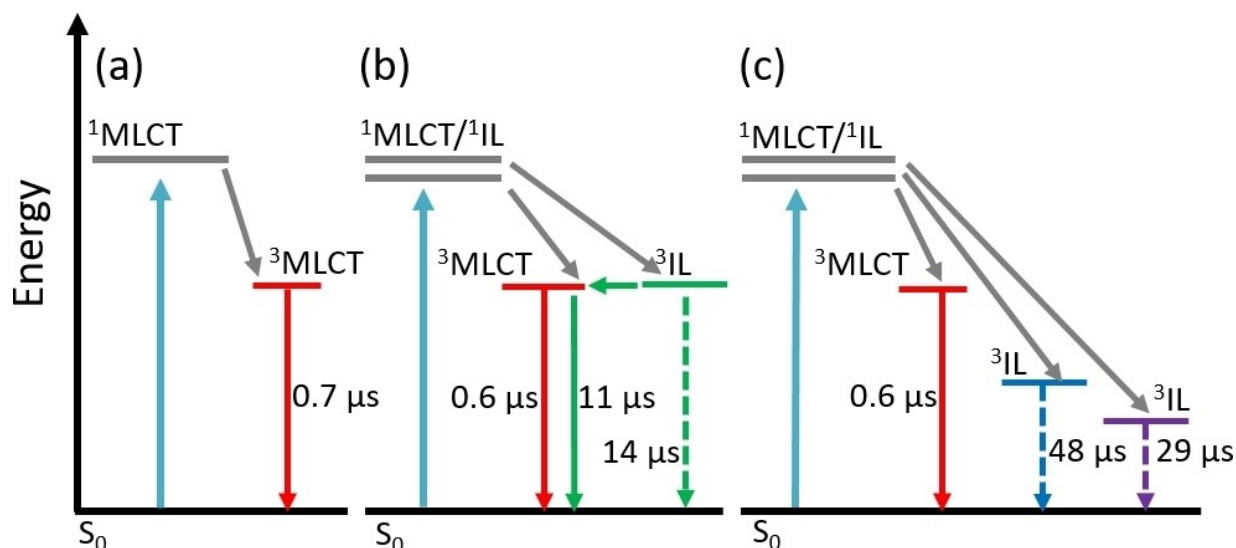 Energy
(a)
¹MLCT
³MLCT
0.7 µs
S₀
(b)
¹MLCT/¹IL
³MLCT
³IL
0.6 µs
11 µs
14 µs
S₀
(c)
¹MLCT/¹IL
³MLCT
³IL
³IL
0.6 µs
48 µs
29 µs
S₀